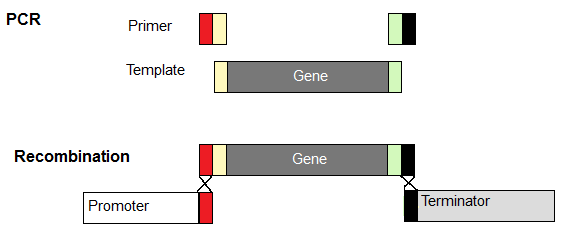 PCR
Primer
Template
Gene
Recombination
Gene
Promoter
Terminator